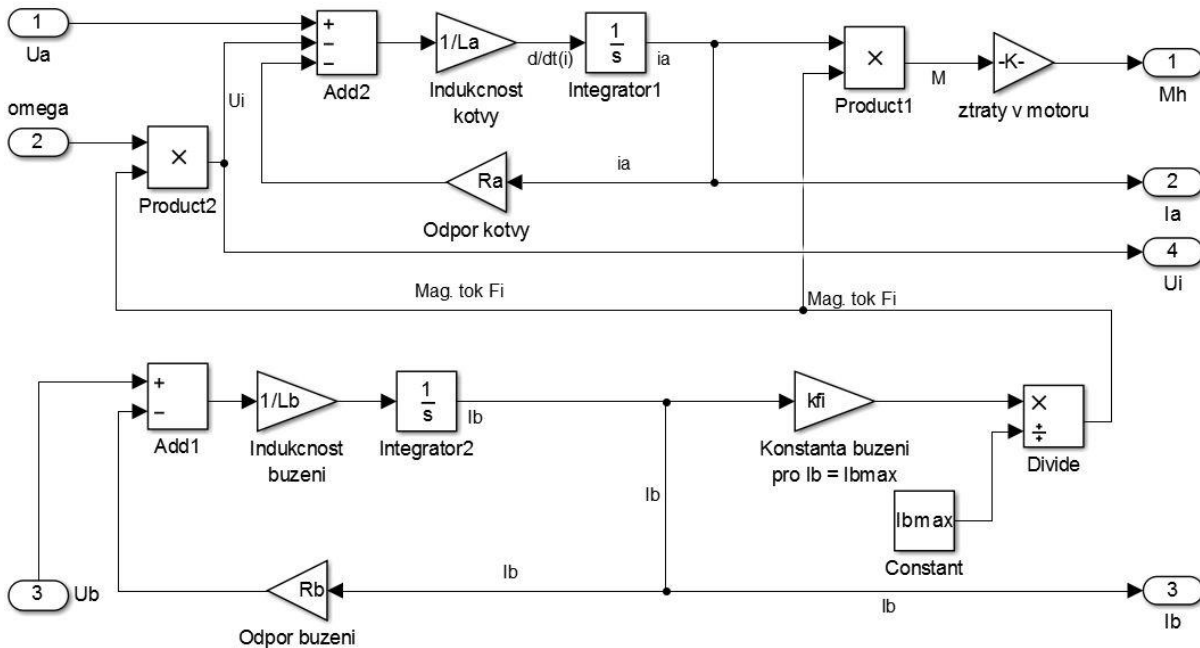 1
Ua
+
−
−
Add2
1/La
Indukcnost
kotvy
d/dt(i)
1
s
Integrator1
ia
×
Product1
M
-K-
ztraty v motoru
1
Mh
omega
2
×
Product2
Ui
Ra
Odpor kotvy
ia
2
Ia
4
Ui
Mag. tok Fi
Mag. tok Fi
+
−
Add1
1/Lb
Indukcnost
buzeni
1
s
Integrator2
Ib
kfi
Konstanta buzeni
pro Ib = Ibmax
×
÷
Divide
Ib
Ibmax
Constant
3
Ub
Rb
Odpor buzeni
Ib
Ib
3
Ib